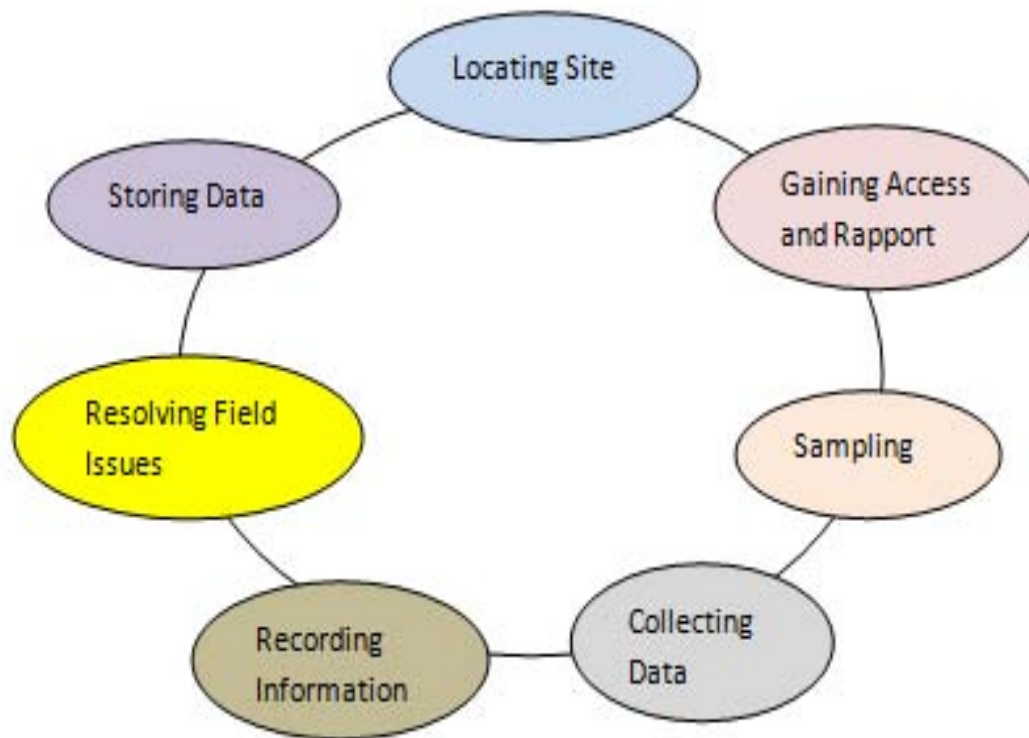 Locating Site
Gaining Access
and Rapport
Sampling
Collecting
Data
Recording
Information
Resolving Field
Issues
Storing Data